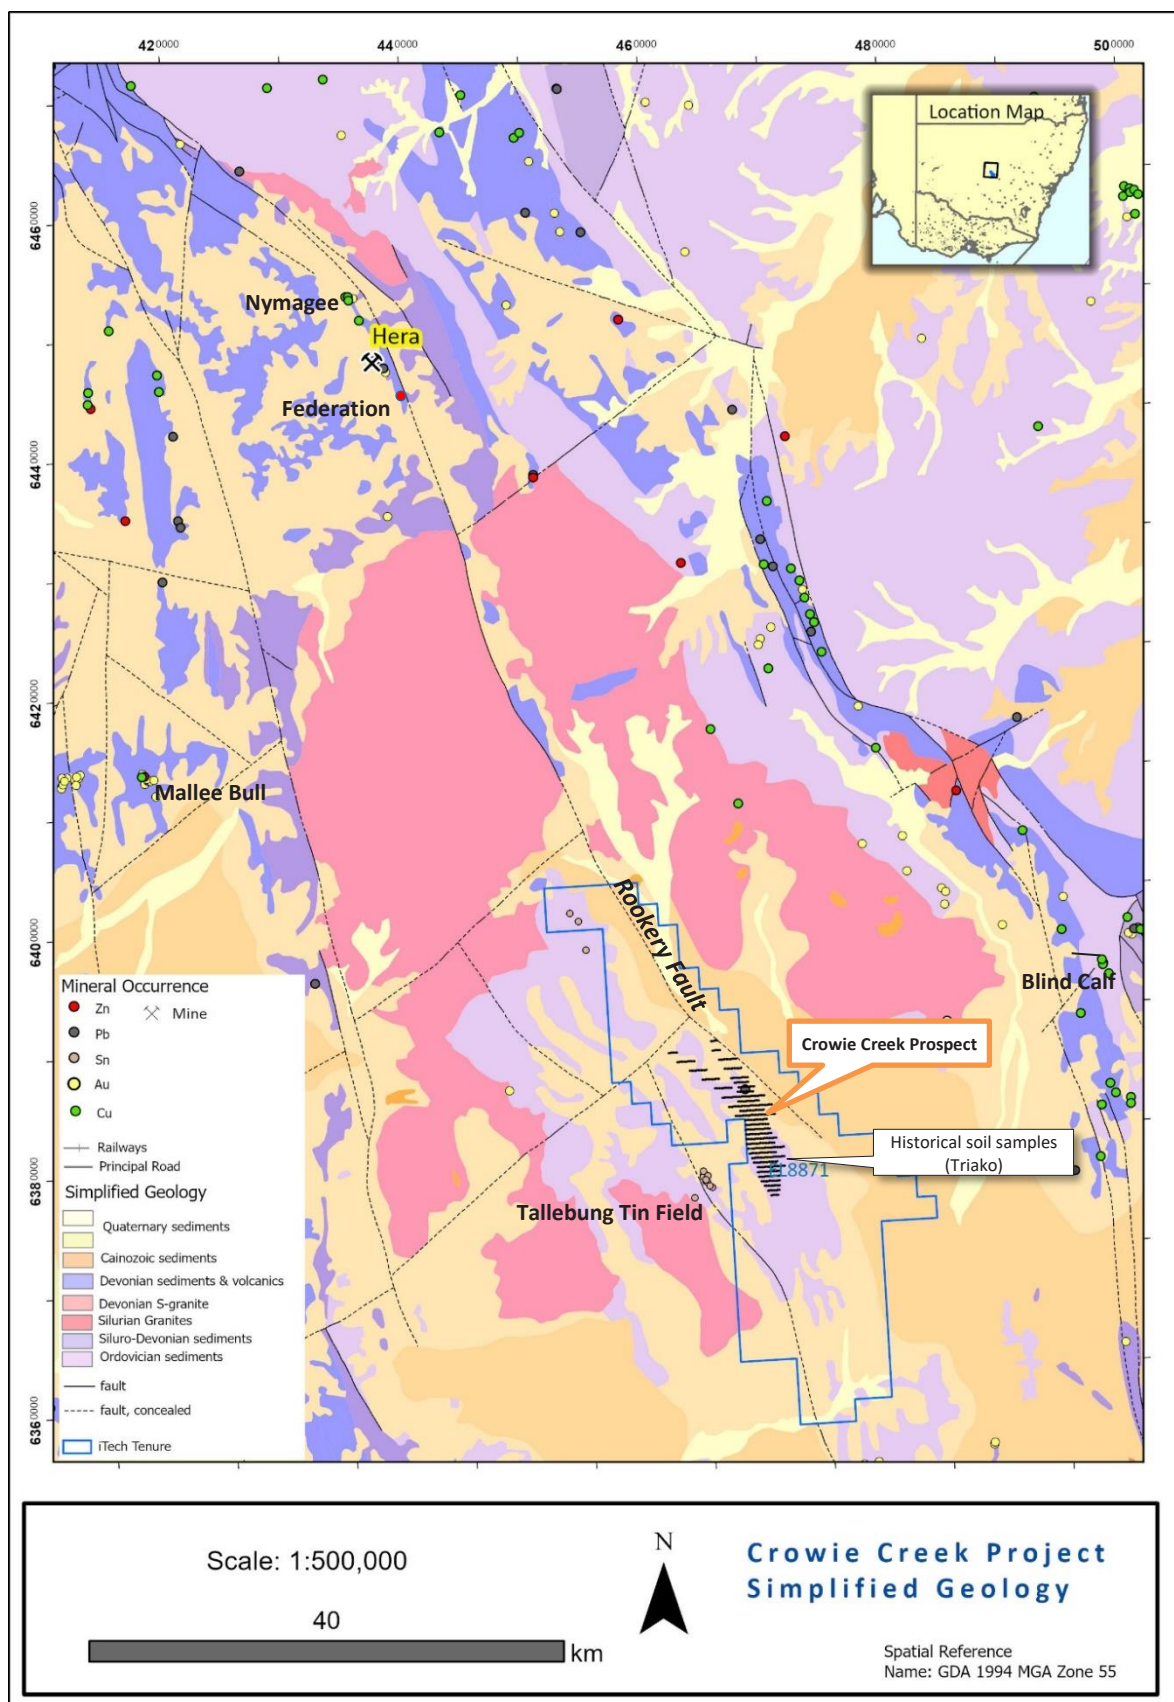 420000 440000 460000 480000 500000
Location Map
6460000
Nymagee
Hera
Federation
6440000
6420000
Mallee Bull
Rookery Fault
6400000
Blind Calf
Crowie Creek Prospect
Historical soil samples
(Triako)
EL8871
6380000
Tallebung Tin Field
6360000
Mineral Occurrence
Zn Mine
Pb
Sn
Au
Cu
Railways
Principal Road
Simplified Geology
Quaternary sediments
Cainozoic sediments
Devonian sediments & volcanics
Devonian S-granite
Silurian Granites
Siluro-Devonian sediments
Ordovician sediments
fault
fault, concealed
iTech Tenure
Scale: 1:500,000
40
km
N
Crowie Creek Project
Simplified Geology
Spatial Reference
Name: GDA 1994 MGA Zone 55